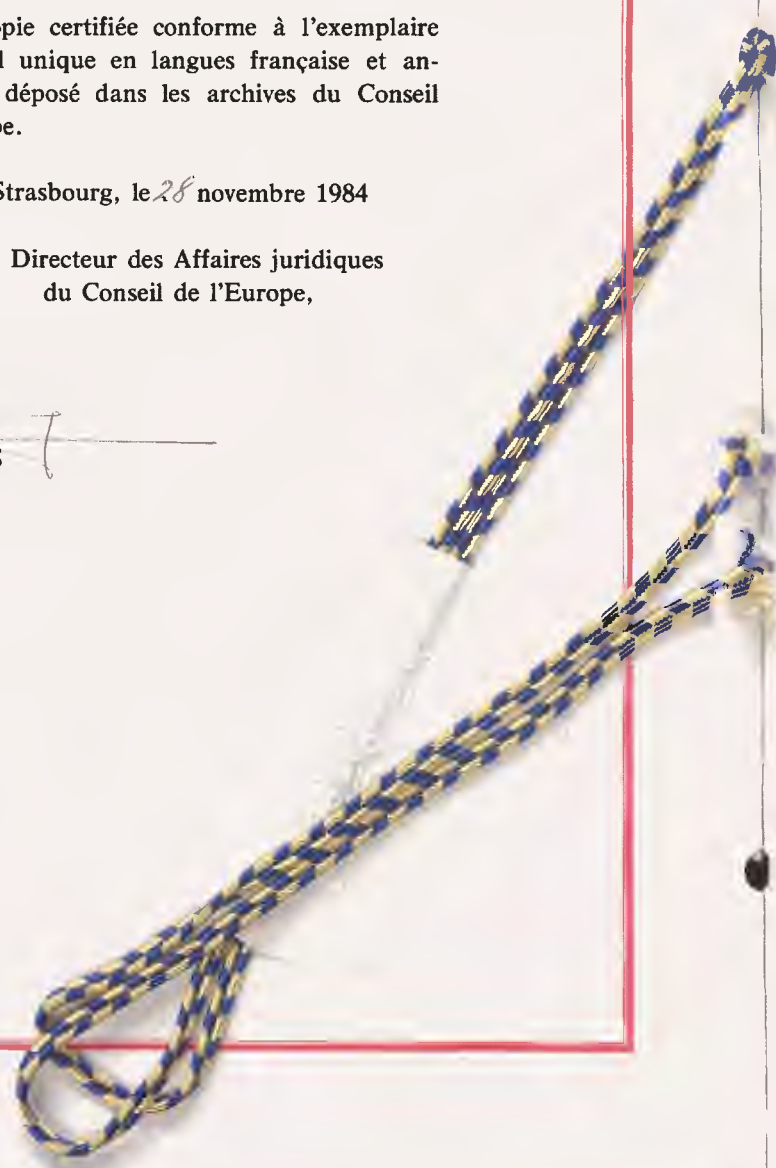 pie certifiée conforme à l'exemplaire
l unique en langues française et an-
déposé dans les archives du Conseil
pe.
Strasbourg, le 28 novembre 1984
Directeur des Affaires juridiques
du Conseil de l'Europe,